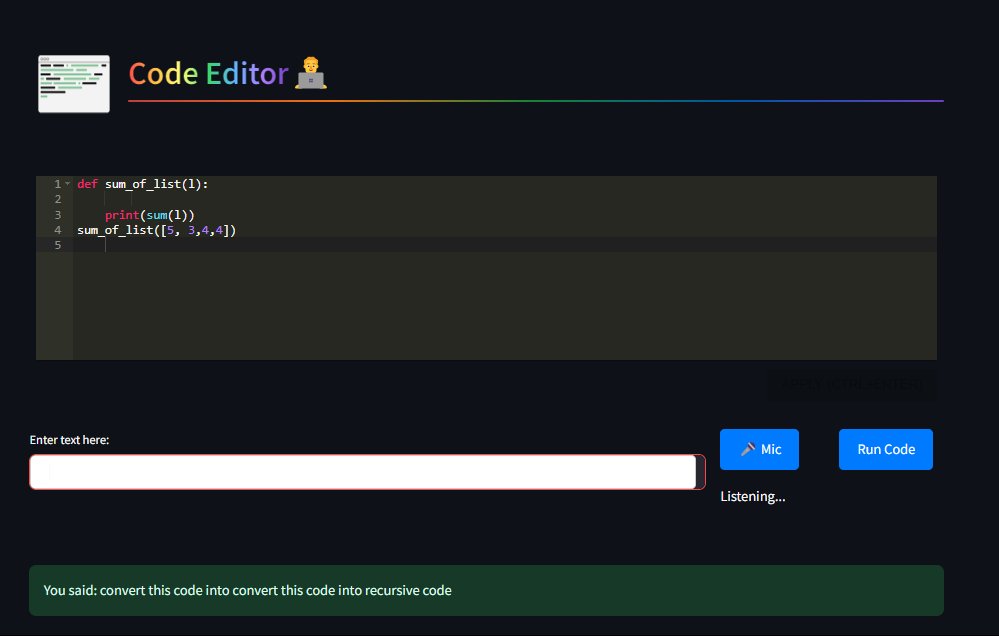 Code Editor 👨‍💻
1 def sum_of_list(l):
2
3 print(sum(l))
4 sum_of_list([5, 3,4,4])
5
Enter text here:
🎤 Mic
Run Code
Listening...
You said: convert this code into convert this code into recursive code